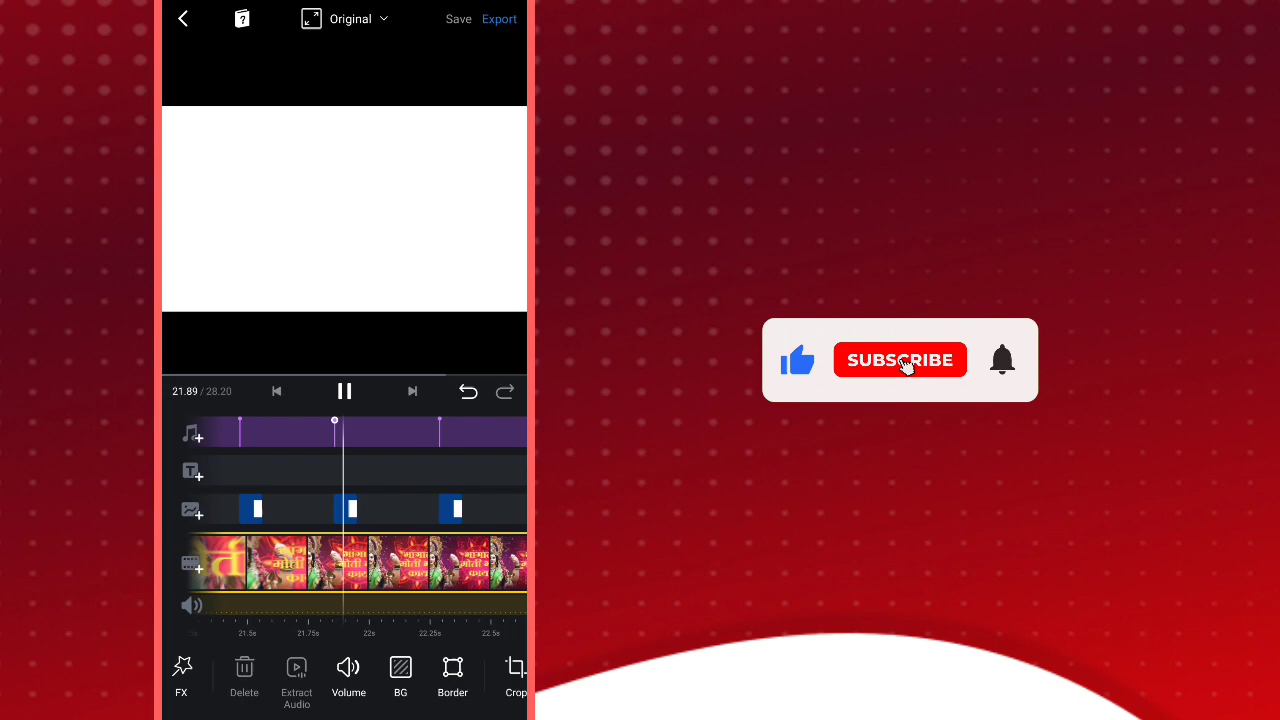 Original
Save
Export
21.89 / 28.20
T
र्त
भागा
मोती
काय
भागा
मोती
काय
21.5s
21.75s
22s
22.25s
22.5s
FX
Delete
Extract
Audio
Volume
BG
Border
Crop
SUBSCRIBE